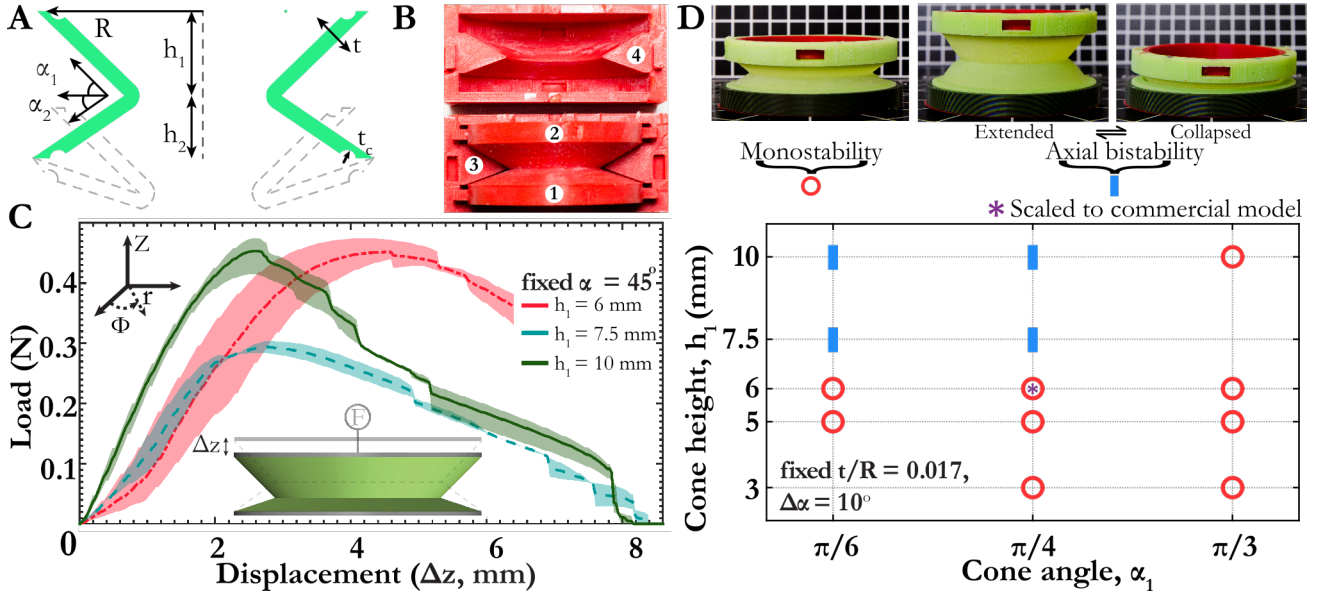 A
R
h1
t
α1
α2
h2
tc
B
4
2
3
1
C
Z
r
Φ
fixed α = 45°
h1 = 6 mm
h1 = 7.5 mm
h1 = 10 mm
F
Δz
Load (N)
0.4
0.3
0.2
0.1
0
2
4
6
8
Displacement (Δz, mm)
D
Extended ⇌ Collapsed
Monostability
Axial bistability
* Scaled to commercial model
Cone height, h1 (mm)
10
7.5
6
5
3
fixed t/R = 0.017,
Δα = 10°
π/6
π/4
π/3
Cone angle, α1